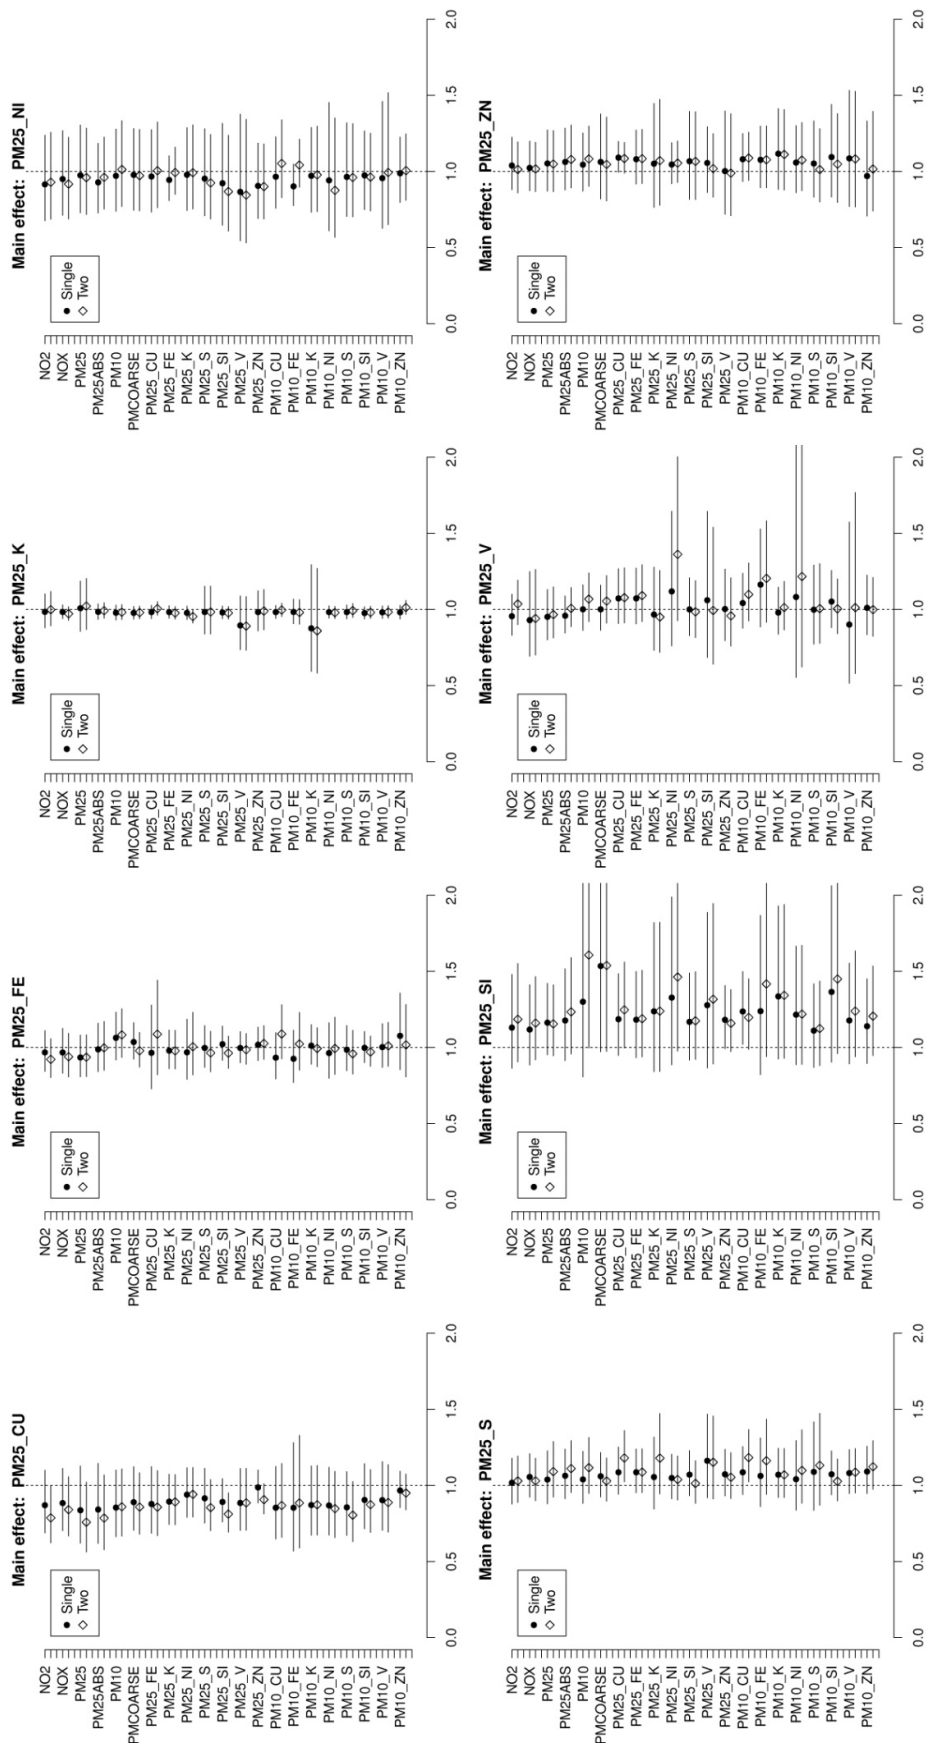 Main effect: PM25_CU
Single
Two
NO2
NOX
PM25
PM25ABS
PM10
PMCOARSE
PM25_FE
PM25_K
PM25_NI
PM25_S
PM25_SI
PM25_V
PM25_ZN
PM10_CU
PM10_FE
PM10_K
PM10_NI
PM10_S
PM10_SI
PM10_V
PM10_ZN
0.0 0.5 1.0 1.5 2.0
Main effect: PM25_FE
Single
Two
NO2
NOX
PM25
PM25ABS
PM10
PMCOARSE
PM25_CU
PM25_K
PM25_NI
PM25_S
PM25_SI
PM25_V
PM25_ZN
PM10_CU
PM10_FE
PM10_K
PM10_NI
PM10_S
PM10_SI
PM10_V
PM10_ZN
0.0 0.5 1.0 1.5 2.0
Main effect: PM25_K
Single
Two
NO2
NOX
PM25
PM25ABS
PM10
PMCOARSE
PM25_CU
PM25_FE
PM25_NI
PM25_S
PM25_SI
PM25_V
PM25_ZN
PM10_CU
PM10_FE
PM10_K
PM10_NI
PM10_S
PM10_SI
PM10_V
PM10_ZN
0.0 0.5 1.0 1.5 2.0
Main effect: PM25_NI
Single
Two
NO2
NOX
PM25
PM25ABS
PM10
PMCOARSE
PM25_CU
PM25_FE
PM25_K
PM25_S
PM25_SI
PM25_V
PM25_ZN
PM10_CU
PM10_FE
PM10_K
PM10_NI
PM10_S
PM10_SI
PM10_V
PM10_ZN
0.0 0.5 1.0 1.5 2.0
Main effect: PM25_S
Single
Two
NO2
NOX
PM25
PM25ABS
PM10
PMCOARSE
PM25_CU
PM25_FE
PM25_K
PM25_NI
PM25_SI
PM25_V
PM25_ZN
PM10_CU
PM10_FE
PM10_K
PM10_NI
PM10_S
PM10_SI
PM10_V
PM10_ZN
0.0 0.5 1.0 1.5 2.0
Main effect: PM25_SI
Single
Two
NO2
NOX
PM25
PM25ABS
PM10
PMCOARSE
PM25_CU
PM25_FE
PM25_K
PM25_NI
PM25_S
PM25_V
PM25_ZN
PM10_CU
PM10_FE
PM10_K
PM10_NI
PM10_S
PM10_SI
PM10_V
PM10_ZN
0.0 0.5 1.0 1.5 2.0
Main effect: PM25_V
Single
Two
NO2
NOX
PM25
PM25ABS
PM10
PMCOARSE
PM25_CU
PM25_FE
PM25_K
PM25_NI
PM25_S
PM25_SI
PM25_ZN
PM10_CU
PM10_FE
PM10_K
PM10_NI
PM10_S
PM10_SI
PM10_V
PM10_ZN
0.0 0.5 1.0 1.5 2.0
Main effect: PM25_ZN
Single
Two
NO2
NOX
PM25
PM25ABS
PM10
PMCOARSE
PM25_CU
PM25_FE
PM25_K
PM25_NI
PM25_S
PM25_SI
PM25_V
PM10_CU
PM10_FE
PM10_K
PM10_NI
PM10_S
PM10_SI
PM10_V
PM10_ZN
0.0 0.5 1.0 1.5 2.0